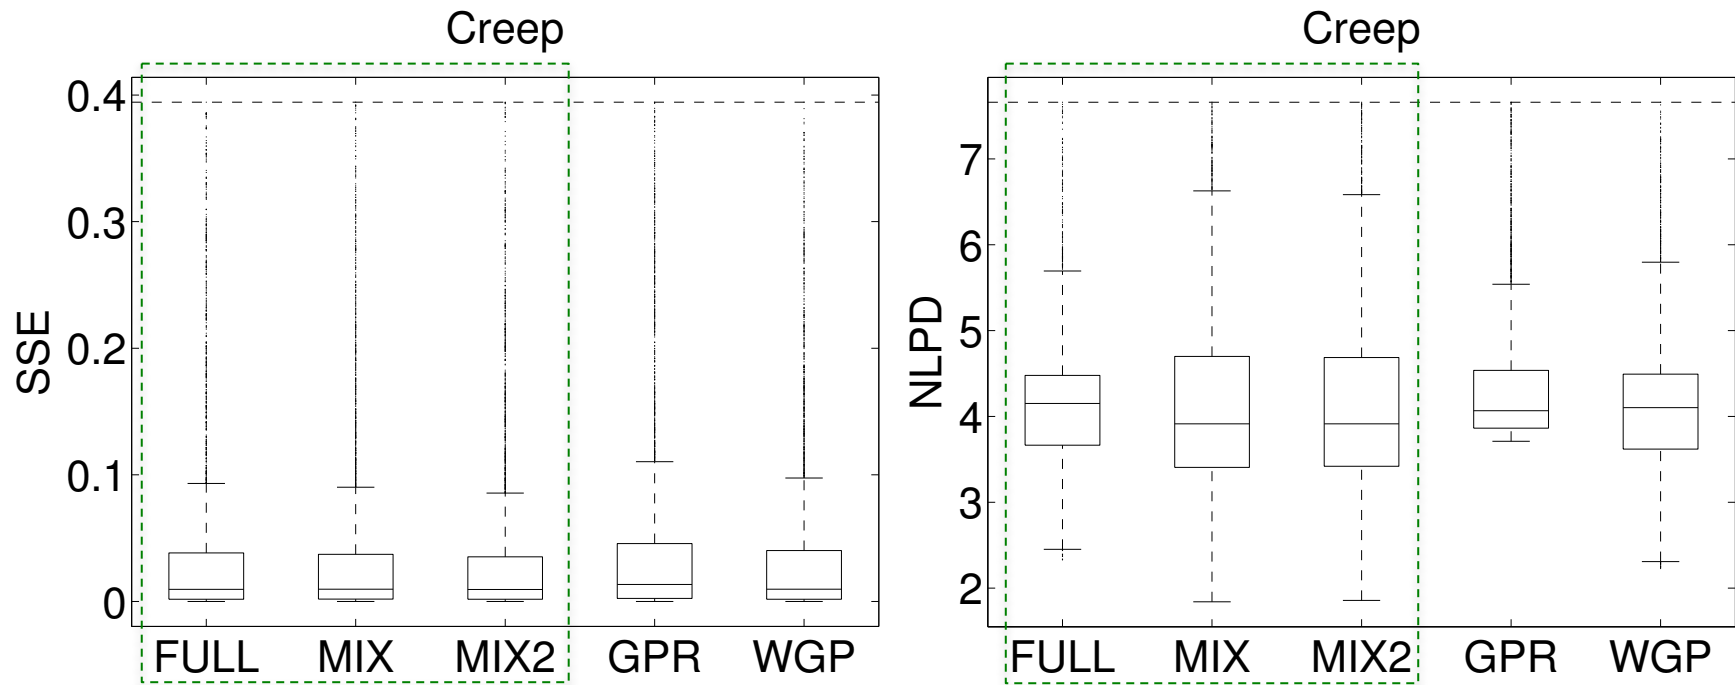 Creep
SSE
0.4
0.3
0.2
0.1
0
FULL MIX MIX2 GPR WGP
Creep
NLPD
7
6
5
4
3
2
FULL MIX MIX2 GPR WGP